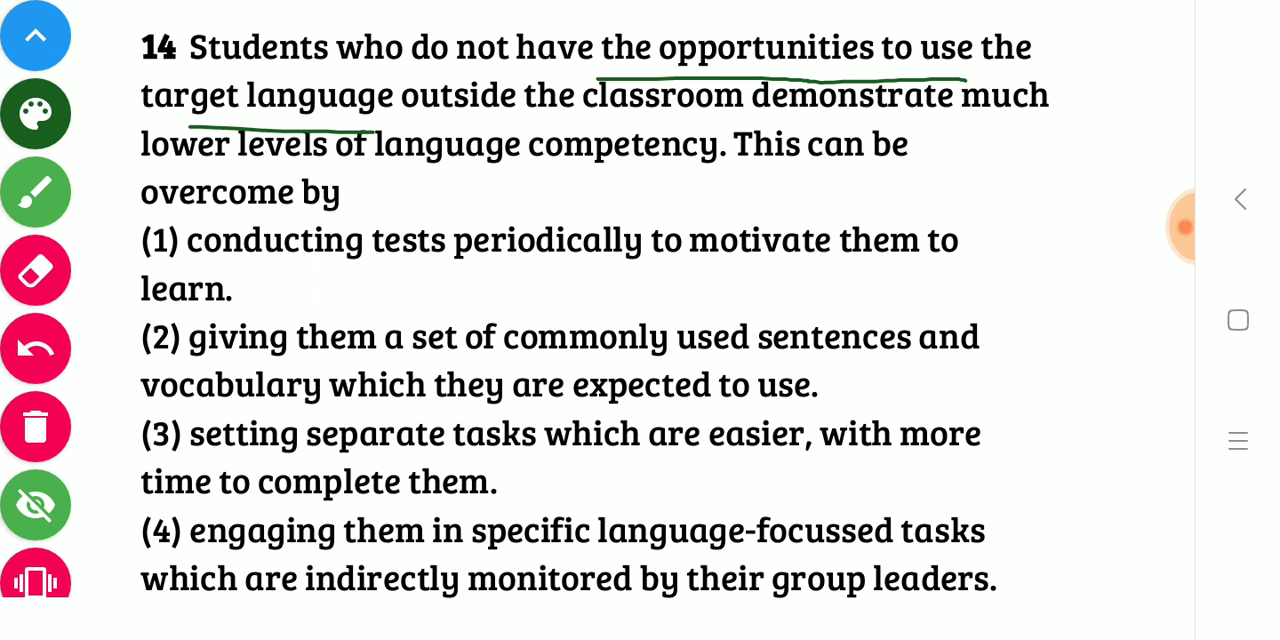 14 Students who do not have the opportunities to use the
target language outside the classroom demonstrate much
lower levels of language competency. This can be
overcome by
(1) conducting tests periodically to motivate them to
learn.
(2) giving them a set of commonly used sentences and
vocabulary which they are expected to use.
(3) setting separate tasks which are easier, with more
time to complete them.
(4) engaging them in specific language-focussed tasks
which are indirectly monitored by their group leaders.